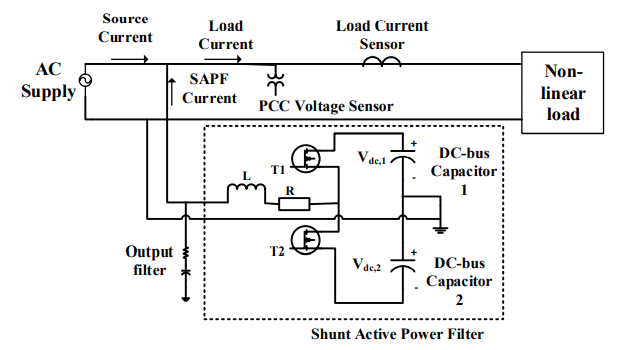 Source
Current
Load
Current
Load Current
Sensor
AC
Supply
SAPF
Current
PCC Voltage Sensor
Non-
linear
load
T1
Vdc,1
+
-
DC-bus
Capacitor
1
L
R
Output
filter
T2
Vdc,2
+
-
DC-bus
Capacitor
2
Shunt Active Power Filter